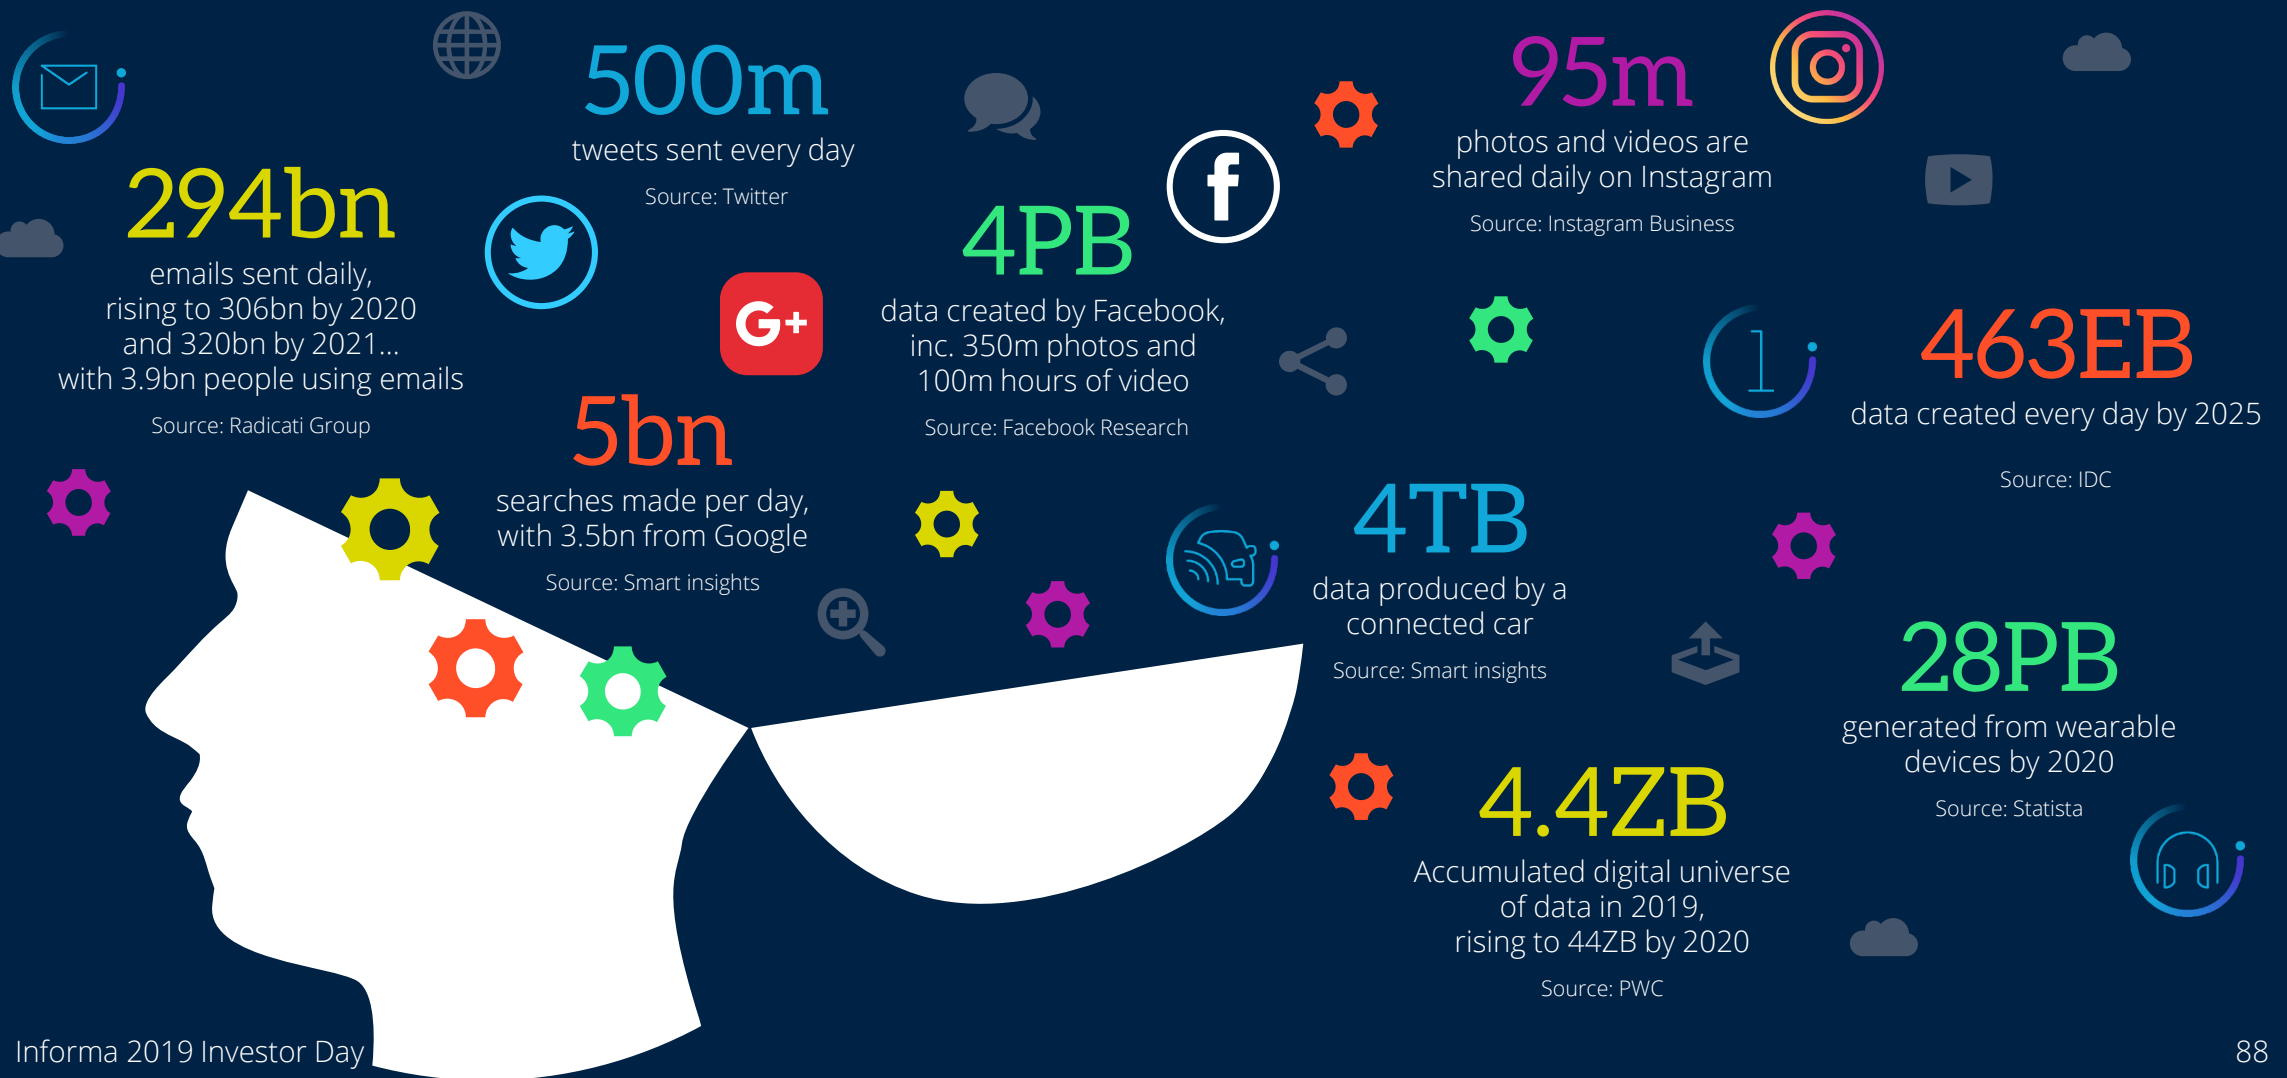 500m
tweets sent every day
Source: Twitter
95m
photos and videos are
shared daily on Instagram
Source: Instagram Business
294bn
emails sent daily,
rising to 306bn by 2020
and 320bn by 2021...
with 3.9bn people using emails
Source: Radicati Group
4PB
data created by Facebook,
inc. 350m photos and
100m hours of video
Source: Facebook Research
f
G+
1
463EB
data created every day by 2025
Source: IDC
5bn
searches made per day,
with 3.5bn from Google
Source: Smart insights
4TB
data produced by a
connected car
Source: Smart insights
28PB
generated from wearable
devices by 2020
Source: Statista
4.4ZB
Accumulated digital universe
of data in 2019,
rising to 44ZB by 2020
Source: PWC
Informa 2019 Investor Day
88